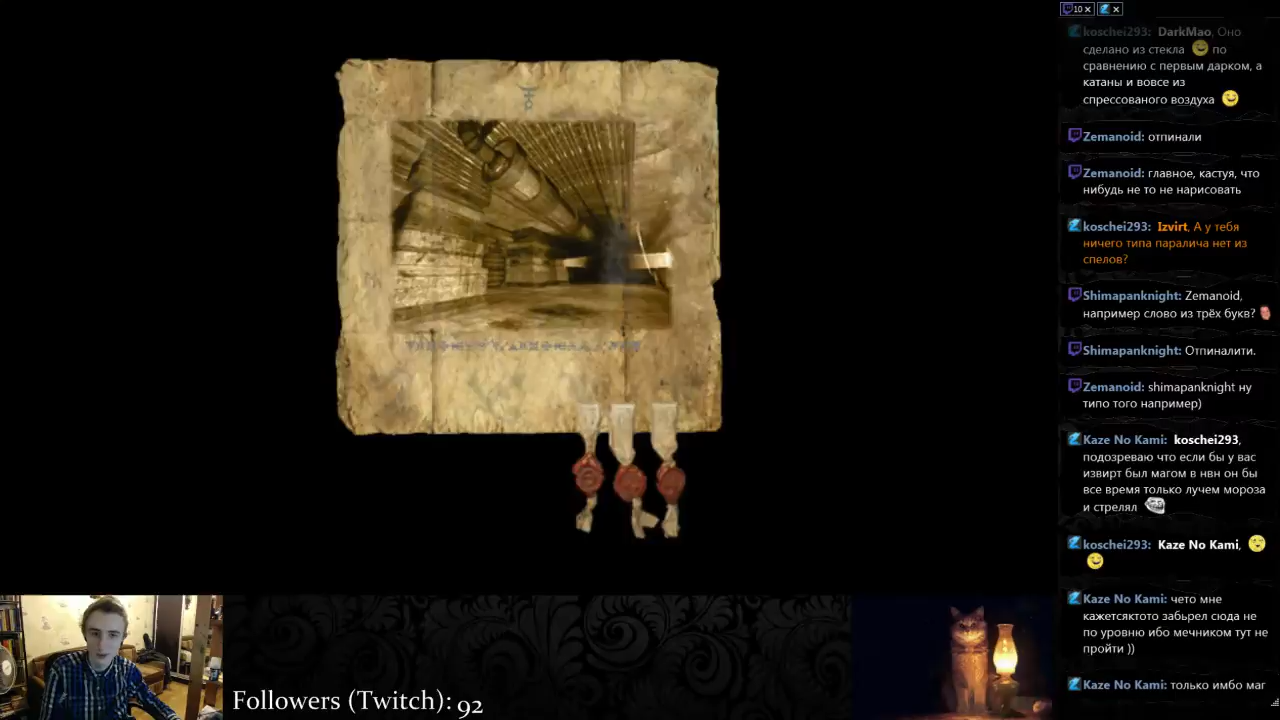 10
koschei293: DarkMao, Оно
сделано из стекла по
сравнению с первым дарком, а
катаны и вовсе из
спрессованого воздуха
Zemanoid: отпинали
Zemanoid: главное, кастуя, что
нибудь не то не нарисовать
koschei293: Izvirt, А у тебя
ничего типа паралича нет из
спелов?
Shimapanknight: Zemanoid,
например слово из трёх букв?
Shimapanknight: Отпиналити.
Zemanoid: shimapanknight ну
типо того например)
Kaze No Kami: koschei293,
подозреваю что если бы у вас
извирт был магом в нвн он бы
все время только лучем мороза
и стрелял
koschei293: Kaze No Kami,
Kaze No Kami: чето мне
кажетсяктото забьрел сюда не
по уровню ибо мечником тут не
пройти ))
Kaze No Kami: только имбо маг
Followers (Twitch): 92